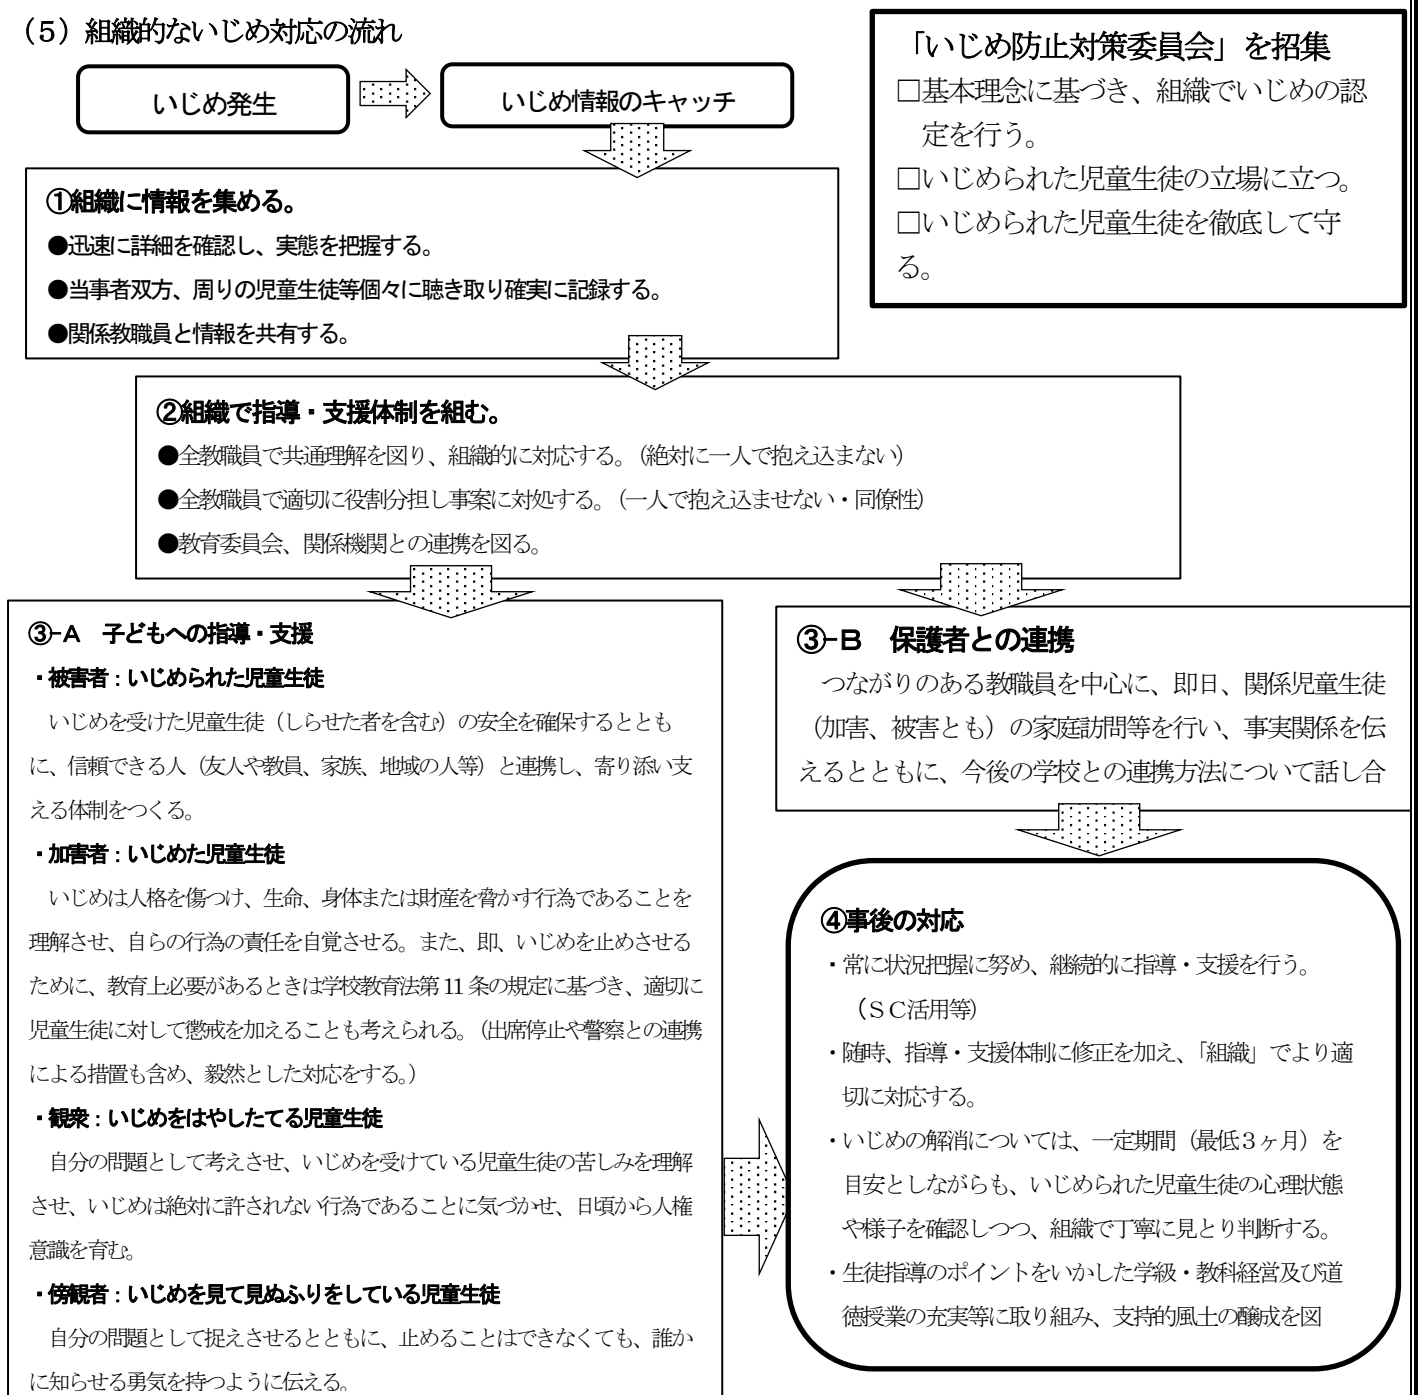 （５）組織的ないじめ対応の流れ
いじめ発生
いじめ情報のキャッチ
「いじめ防止対策委員会」を招集
□基本理念に基づき、組織でいじめの認
定を行う。
□いじめられた児童生徒の立場に立つ。
□いじめられた児童生徒を徹底して守
る。
①組織に情報を集める。
●迅速に詳細を確認し、実態を把握する。
●当事者双方、周りの児童生徒等個々に聴き取り確実に記録する。
●関係教職員と情報を共有する。
②組織で指導・支援体制を組む。
●全教職員で共通理解を図り、組織的に対応する。（絶対に一人で抱え込まない）
●全教職員で適切に役割分担し事案に対処する。（一人で抱え込ませない・同僚性）
●教育委員会、関係機関との連携を図る。
③-Ａ　子どもへの指導・支援
・被害者：いじめられた児童生徒
いじめを受けた児童生徒（しらせた者を含む）の安全を確保するととも
に、信頼できる人（友人や教員、家族、地域の人等）と連携し、寄り添い支
える体制をつくる。
・加害者：いじめた児童生徒
いじめは人格を傷つけ、生命、身体または財産を脅かす行為であることを
理解させ、自らの行為の責任を自覚させる。また、即、いじめを止めさせる
ために、教育上必要があるときは学校教育法第 11 条の規定に基づき、適切に
児童生徒に対して懲戒を加えることも考えられる。（出席停止や警察との連携
による措置も含め、毅然とした対応をする。）
・観衆：いじめをはやしたてる児童生徒
自分の問題として考えさせ、いじめを受けている児童生徒の苦しみを理解
させ、いじめは絶対に許されない行為であることに気づかせ、日頃から人権
意識を育む。
・傍観者：いじめを見て見ぬふりをしている児童生徒
自分の問題として捉えさせるとともに、止めることはできなくても、誰か
に知らせる勇気を持つように伝える。
③-Ｂ　保護者との連携
つながりのある教職員を中心に、即日、関係児童生徒
（加害、被害とも）の家庭訪問等を行い、事実関係を伝
えるとともに、今後の学校との連携方法について話し合
④事後の対応
・常に状況把握に努め、継続的に指導・支援を行う。
（ＳＣ活用等）
・随時、指導・支援体制に修正を加え、「組織」でより適
切に対応する。
・いじめの解消については、一定期間（最低３ヶ月）を
目安としながらも、いじめられた児童生徒の心理状態
や様子を確認しつつ、組織で丁寧に見とり判断する。
・生徒指導のポイントをいかした学級・教科経営及び道
徳授業の充実等に取り組み、支持的風土の醸成を図